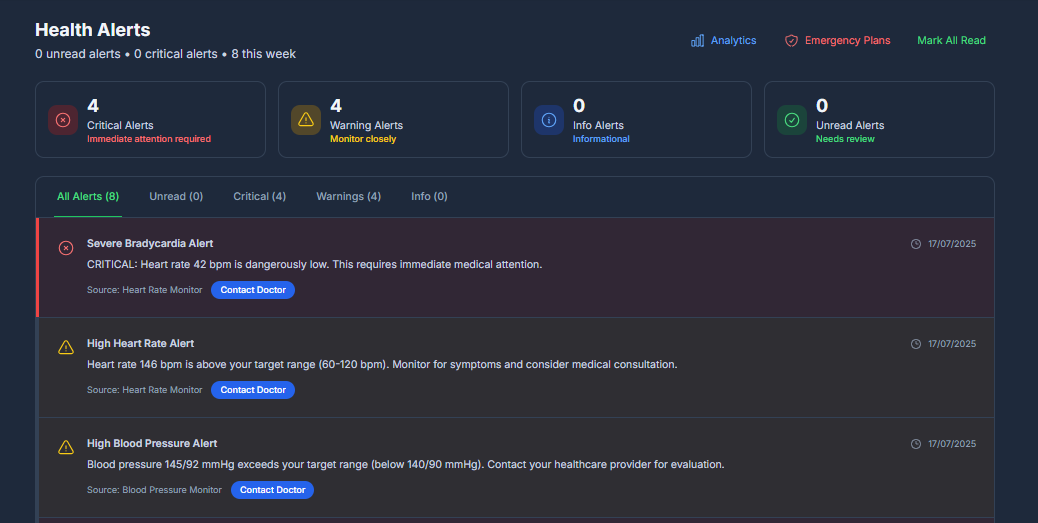 Health Alerts
0 unread alerts • 0 critical alerts • 8 this week
Analytics
Emergency Plans
Mark All Read
4
Critical Alerts
Immediate attention required
4
Warning Alerts
Monitor closely
0
Info Alerts
Informational
0
Unread Alerts
Needs review
All Alerts (8)
Unread (0)
Critical (4)
Warnings (4)
Info (0)
Severe Bradycardia Alert
17/07/2025
CRITICAL: Heart rate 42 bpm is dangerously low. This requires immediate medical attention.
Source: Heart Rate Monitor
Contact Doctor
High Heart Rate Alert
17/07/2025
Heart rate 146 bpm is above your target range (60-120 bpm). Monitor for symptoms and consider medical consultation.
Source: Heart Rate Monitor
Contact Doctor
High Blood Pressure Alert
17/07/2025
Blood pressure 145/92 mmHg exceeds your target range (below 140/90 mmHg). Contact your healthcare provider for evaluation.
Source: Blood Pressure Monitor
Contact Doctor